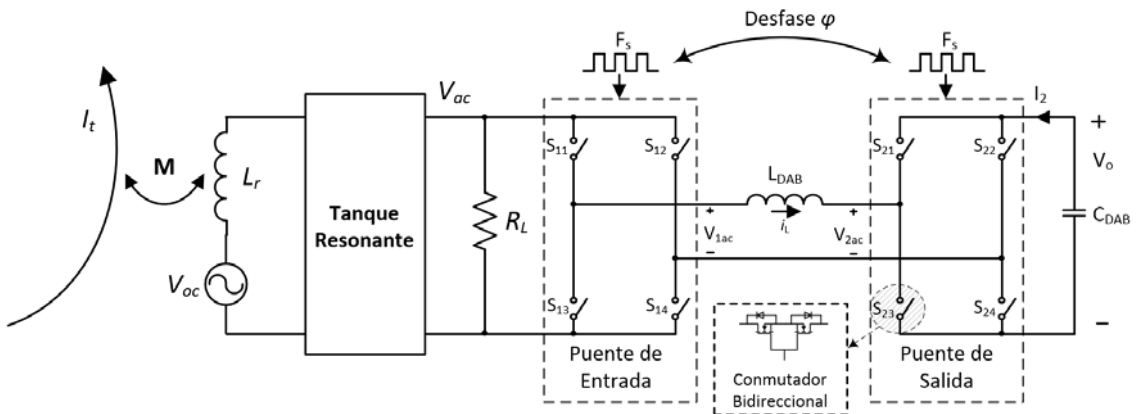 Desfase φ
Fs
Fs
It
M
Lr
Voc
Tanque
Resonante
Vac
RL
S11
S12
S13
S14
Puente de
Entrada
LDAB
iL
+
V1ac
−
+
V2ac
−
S21
S22
S23
S24
Puente de
Salida
Conmutador
Bidireccional
I2
+
Vo
CDAB
−